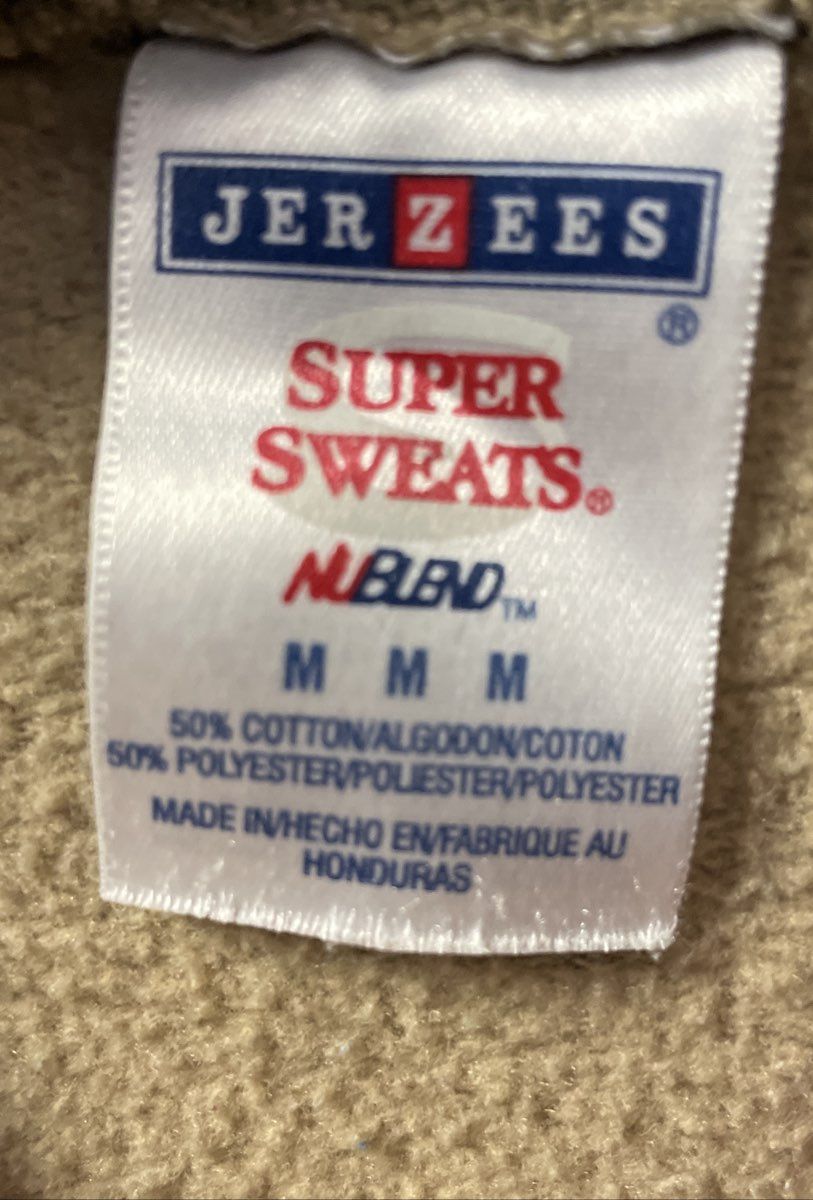 JERZEES
®
SUPER
SWEATS®
NUBLEND™
M M M
50% COTTON/ALGODON/COTON
50% POLYESTER/POLIESTER/POLYESTER
MADE IN/HECHO EN/FABRIQUE AU
HONDURAS